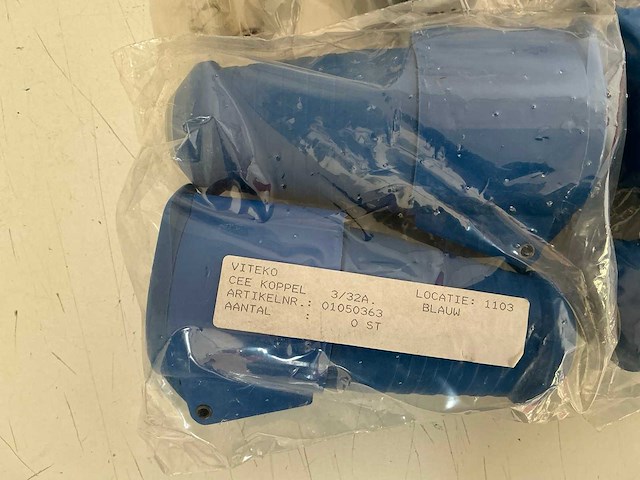 VITEKO LOCATIE: 1103
CEE KOPPEL 3/32A. BLAUW
ARTIKELNR.: 01050363
AANTAL : 0 ST